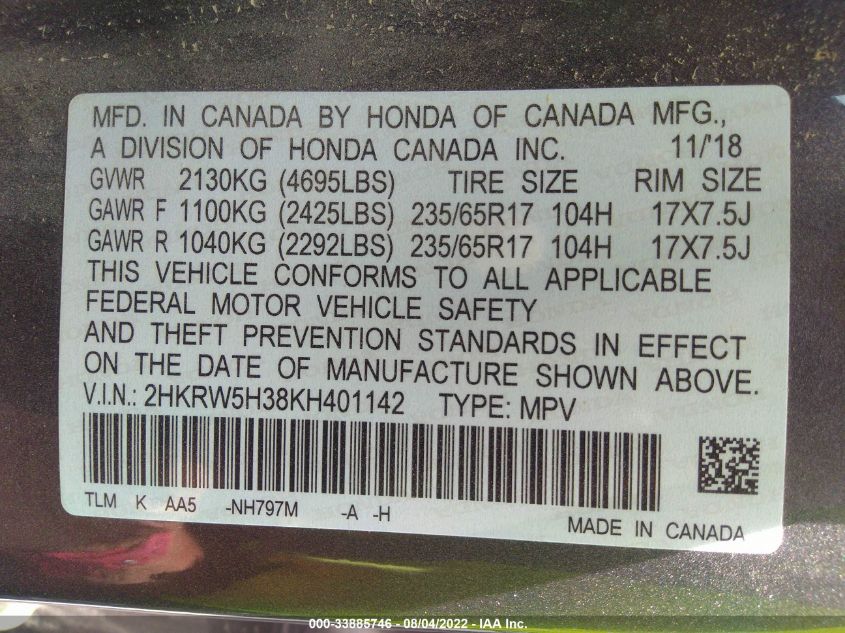 MFD. IN CANADA BY HONDA OF CANADA MFG.,
A DIVISION OF HONDA CANADA INC. 11/'18
GVWR 2130KG (4695LBS) TIRE SIZE RIM SIZE
GAWR F 1100KG (2425LBS) 235/65R17 104H 17X7.5J
GAWR R 1040KG (2292LBS) 235/65R17 104H 17X7.5J
THIS VEHICLE CONFORMS TO ALL APPLICABLE
FEDERAL MOTOR VEHICLE SAFETY
AND THEFT PREVENTION STANDARDS IN EFFECT
ON THE DATE OF MANUFACTURE SHOWN ABOVE.
V.I.N.: 2HKRW5H38KH401142 TYPE: MPV
TLM K AA5 -NH797M -A -H
MADE IN CANADA
000-33885746 - 08/04/2022 - IAA Inc.